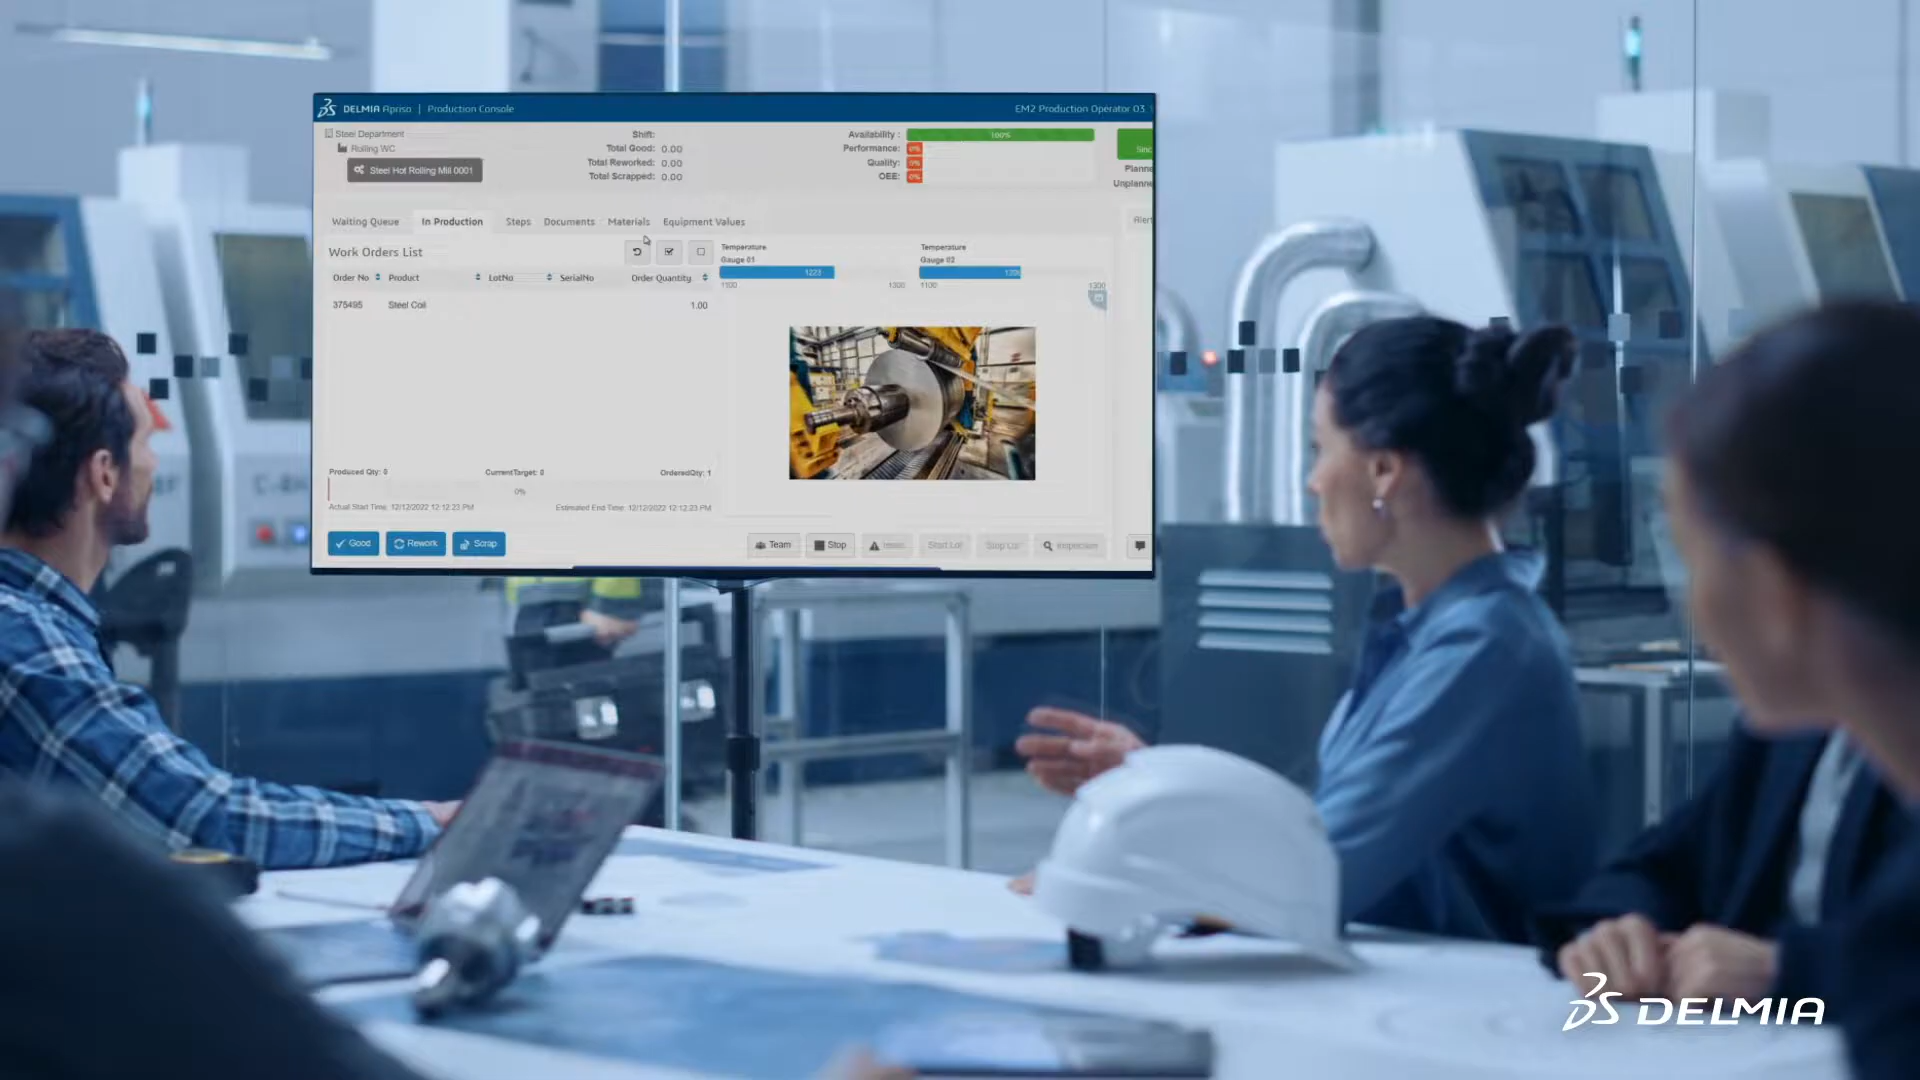 DELMIA Apriso | Production Console
EM2 Production Operator 03
Steel Department
Rolling WC
Steel Hot Rolling Mill 0001
Shift:
Total Good: 0.00
Total Reworked: 0.00
Total Scrapped: 0.00
Availability : 100%
Performance: 0%
Quality: 0%
OEE: 0%
Waiting Queue
In Production
Steps
Documents
Materials
Equipment Values
Work Orders List
Order No Product LotNo SerialNo Order Quantity
375495 Steel Coil 1.00
Temperature
Gauge 01
1223
1100 1300
Temperature
Gauge 02
1100 1300
Produced Qty: 0 CurrentTarget: 0 OrderedQty: 1
0%
Actual Start Time: 12/12/2022 12:12:23 PM Estimated End Time: 12/12/2022 12:12:23 PM
Good
Rework
Scrap
Team
Stop
Start Lot
Stop Lot
Inspection
DELMIA